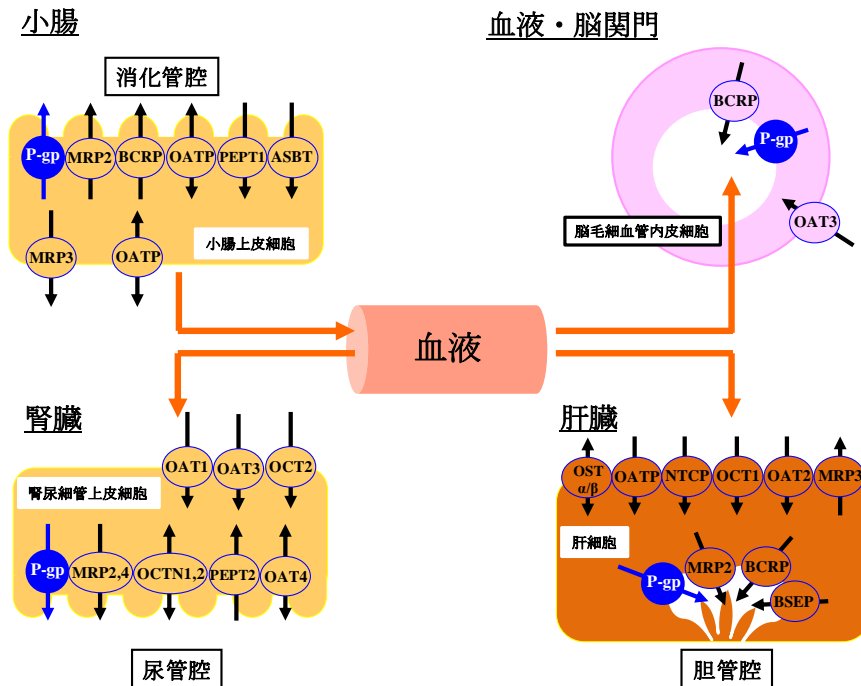 小腸
消化管腔
P-gp
MRP2
BCRP
OATP
PEPT1
ASBT
MRP3
OATP
小腸上皮細胞
血液・脳関門
BCRP
P-gp
脳毛細血管内皮細胞
OAT3
血液
腎臓
OAT1
OAT3
OCT2
腎尿細管上皮細胞
P-gp
MRP2,4
OCTN1,2
PEPT2
OAT4
尿管腔
肝臓
OST
α/β
OATP
NTCP
OCT1
OAT2
MRP3
肝細胞
MRP2
BCRP
P-gp
BSEP
胆管腔